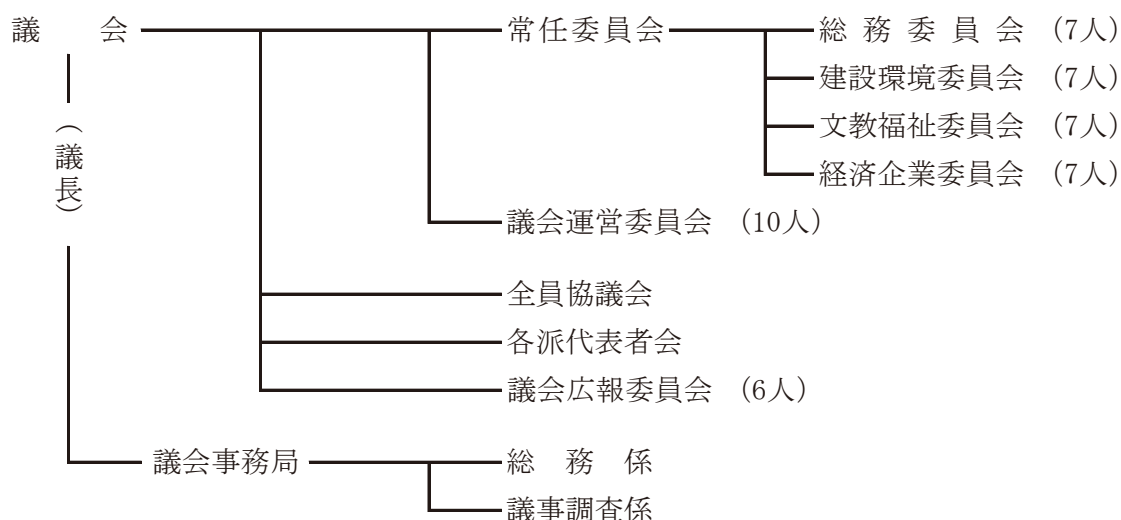 議会 常任委員会 総務委員会 (7人)
建設環境委員会 (7人)
(議長)
文教福祉委員会 (7人)
経済企業委員会 (7人)
議会運営委員会 (10人)
全員協議会
各派代表者会
議会広報委員会 (6人)
議会事務局 総務係
議事調査係